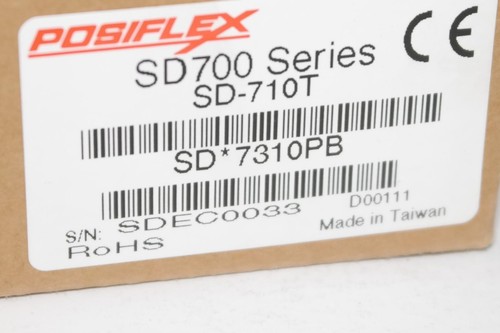 POSIFLEX
CE
SD700 Series
SD-710T
SD*7310PB
D00111
S/N: SDEC0033
Made in Taiwan
RoHS